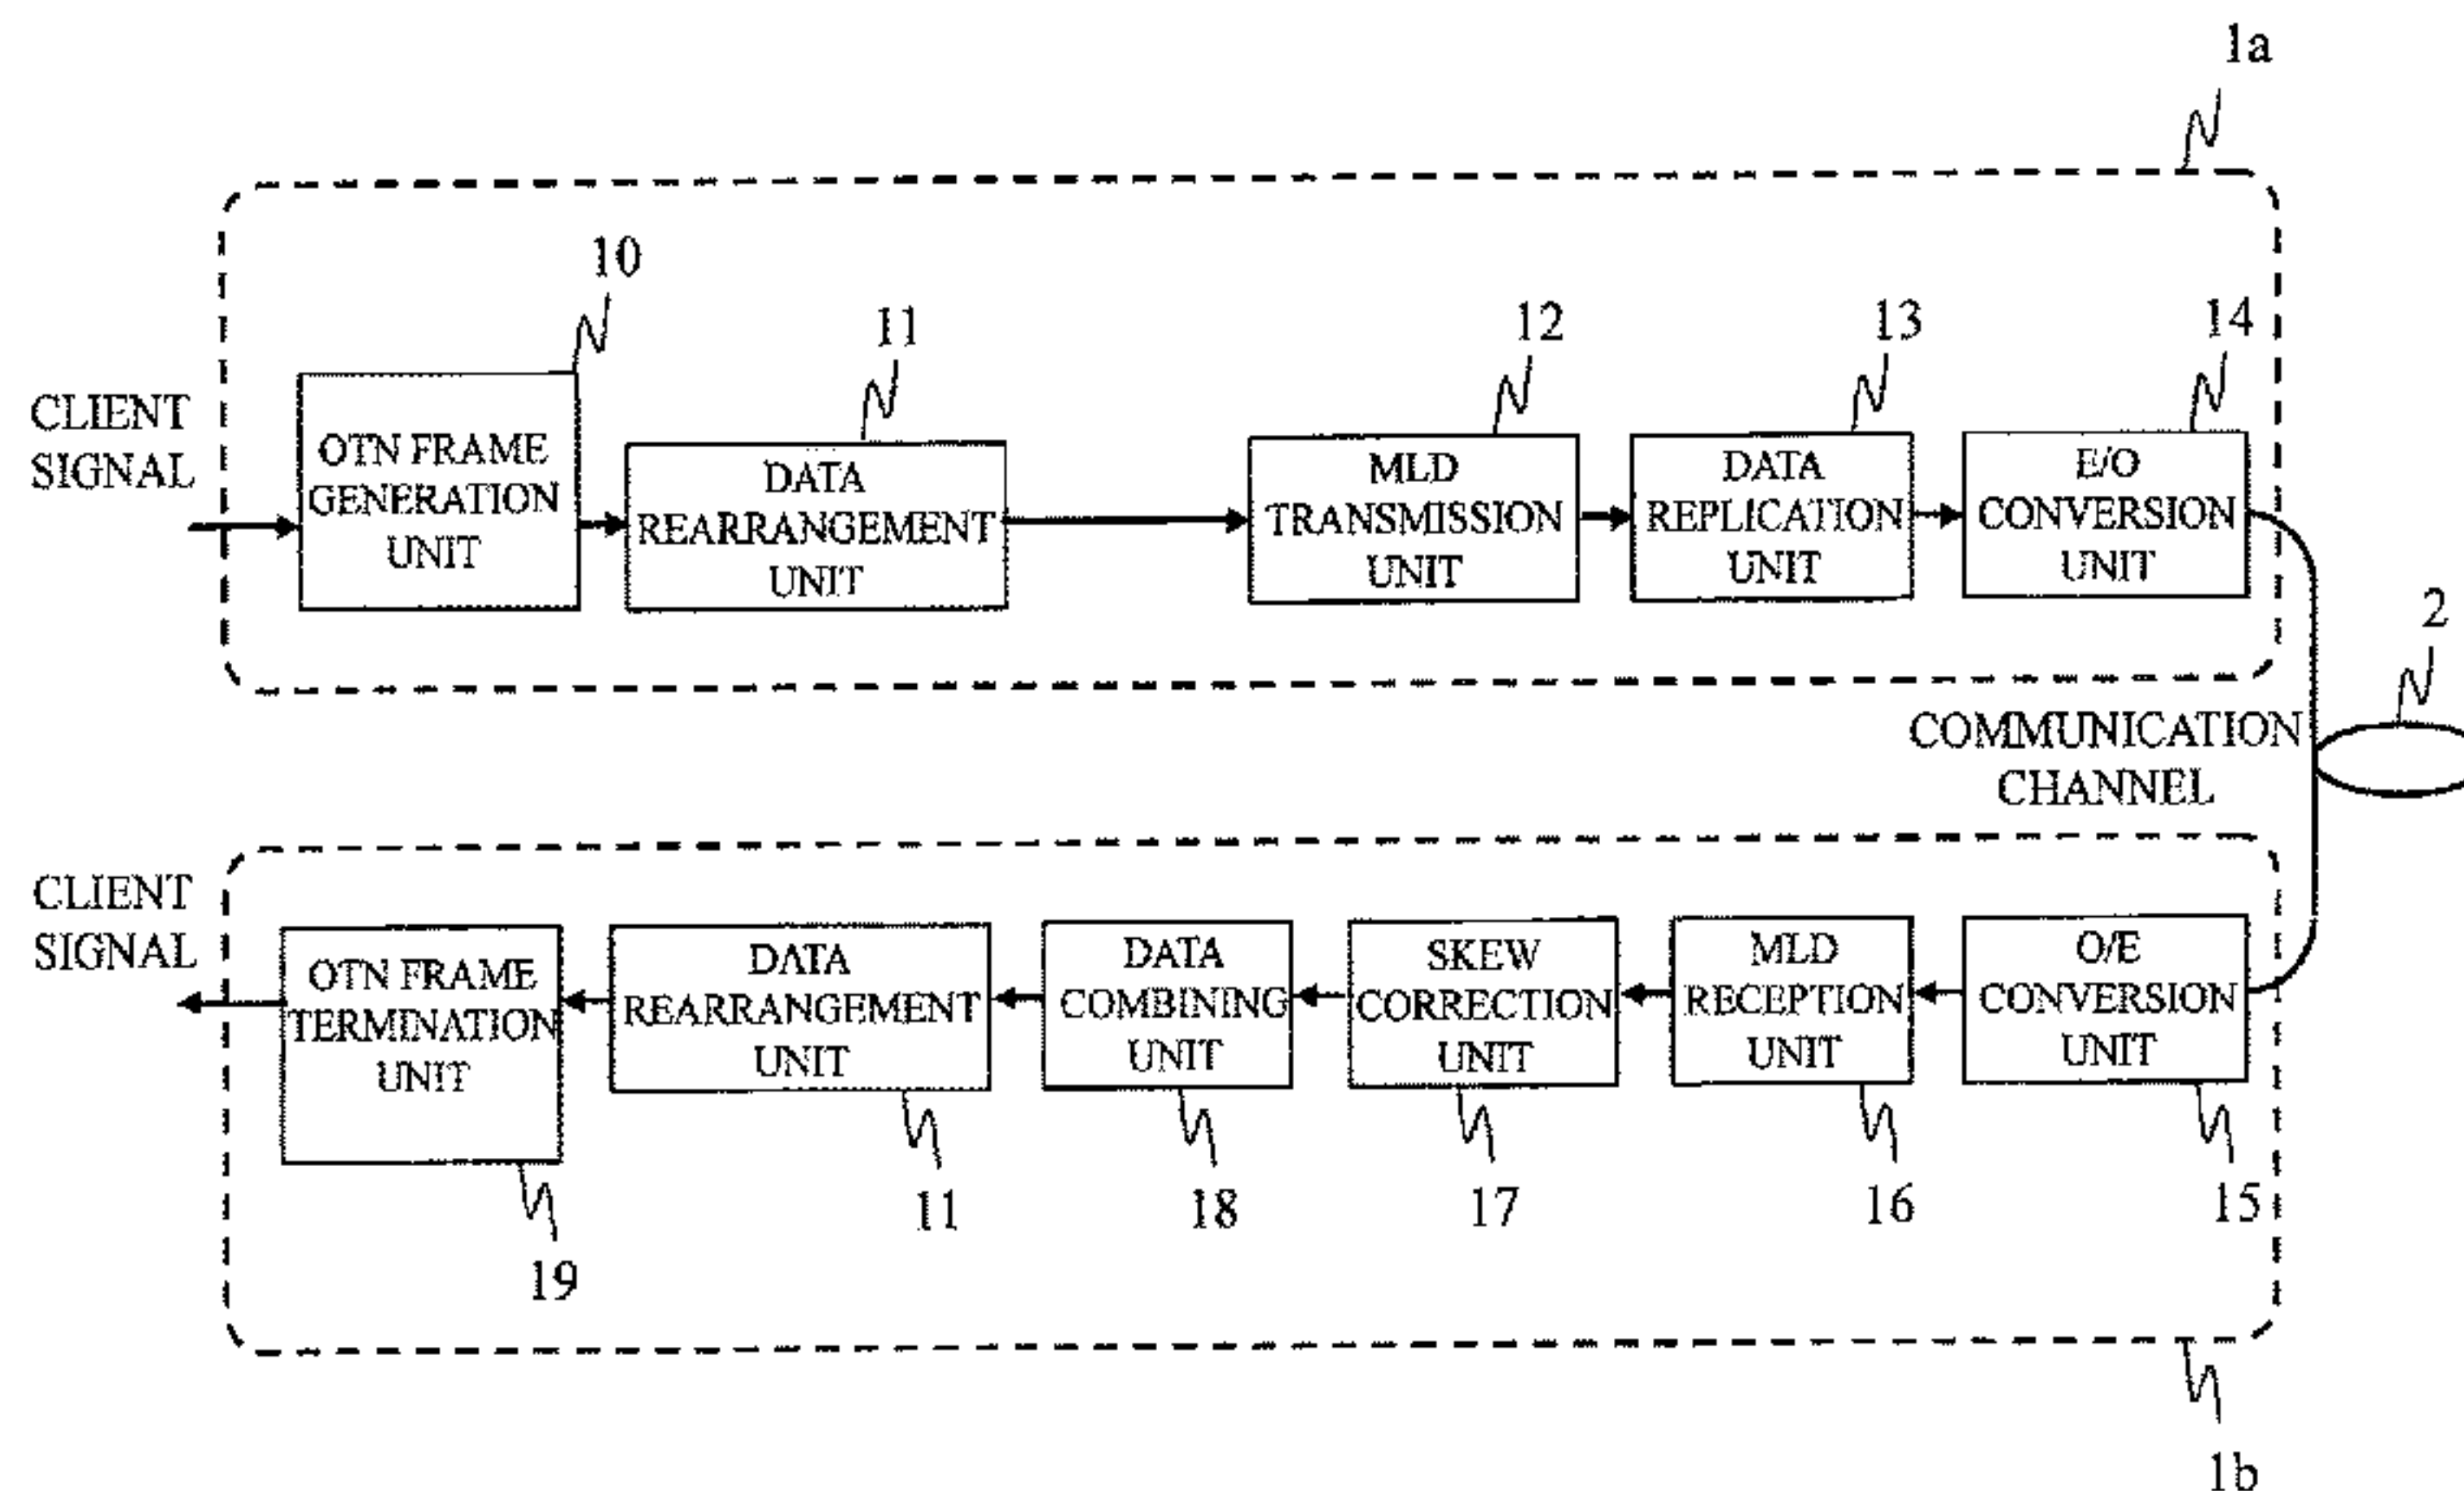 1a
10
11
12
13
14
CLIENT
SIGNAL
OTN FRAME
GENERATION
UNIT
DATA
REARRANGEMENT
UNIT
MLD
TRANSMISSION
UNIT
DATA
REPLICATION
UNIT
E/O
CONVERSION
UNIT
2
COMMUNICATION
CHANNEL
CLIENT
SIGNAL
OTN FRAME
TERMINATION
UNIT
DATA
REARRANGEMENT
UNIT
DATA
COMBINING
UNIT
SKEW
CORRECTION
UNIT
MLD
RECEPTION
UNIT
O/E
CONVERSION
UNIT
19
11
18
17
16
15
1b